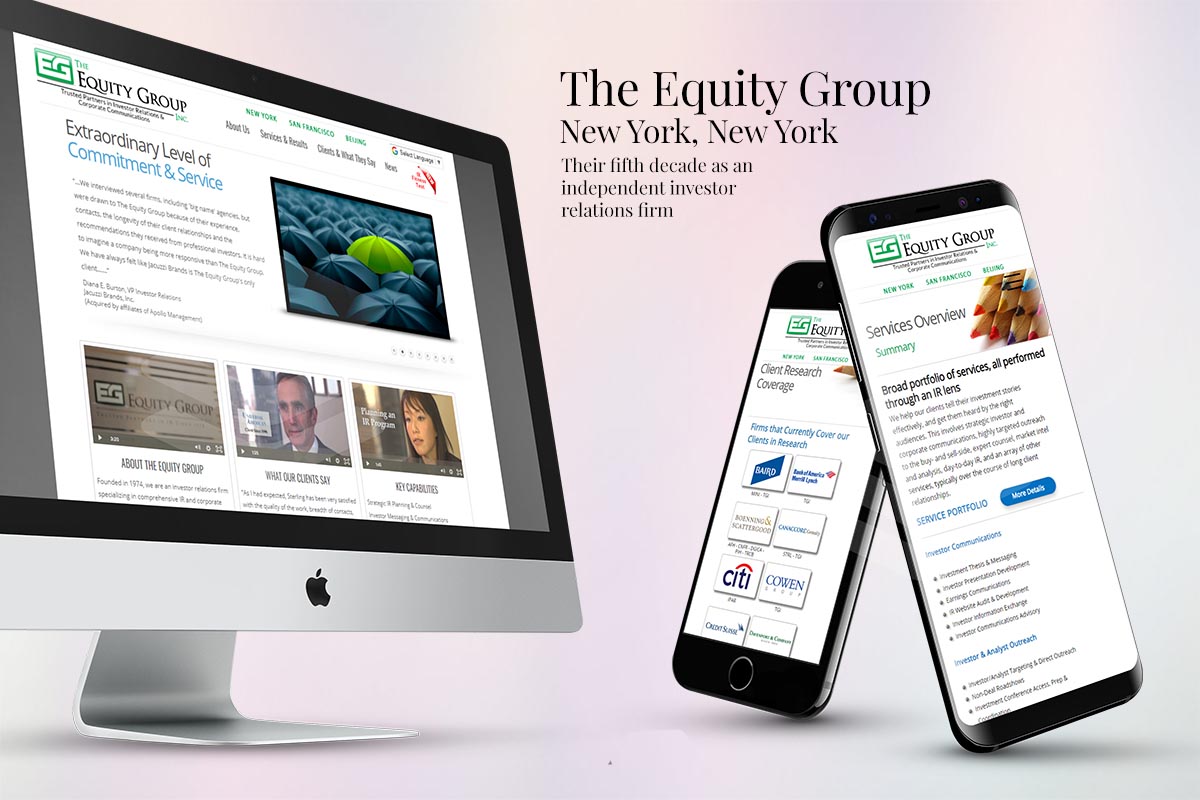 The Equity Group
New York, New York
Their fifth decade as an
independent investor
relations firm
EG THE
EQUITY GROUP
INC.
Trusted Partners in Investor Relations &
Corporate Communications
NEW YORK SAN FRANCISCO BEIJING
About Us Services & Results Clients & What They Say News
Select Language
IR
Fitness
Test
Extraordinary Level of
Commitment & Service
"...We interviewed several firms, including 'big name' agencies, but
were drawn to The Equity Group because of their experience,
contacts, the longevity of their client relationships and the
recommendations they received from professional investors. It is hard
to imagine a company being more responsive than The Equity Group.
We have always felt like Jacuzzi Brands is The Equity Group's only
client......"
Diana E. Burton, VP Investor Relations
Jacuzzi Brands, Inc.
(Acquired by affiliates of Apollo Management)
EG EQUITY GROUP
TRUSTED PARTNERS IN
3:20
ABOUT THE EQUITY GROUP
Founded in 1974, we are an investor relations firm
specializing in comprehensive IR and corporate
1:05
WHAT OUR CLIENTS SAY
"As I had expected, Sterling has been very satisfied
with the quality of the work, breadth of contacts,
Planning an
IR Program
KEY CAPABILITIES
Strategic IR Planning & Counsel
Investor Messaging & Communications
EG THE
EQUITY
NEW YORK SAN FRANCISCO
Client Research
Coverage
Firms that Currently Cover our
Clients in Research
BAIRD
Bank of America
Merrill Lynch
MINI - TGI
TGI
BOENNING &
SCATTERGOOD
CANACCORD Genuity
STRL - TGI
citi
COWEN
GROUP
TGI
CREDIT SUISSE
DAVENPORT & COMPANY
EG THE
EQUITY GROUP
INC.
Trusted Partners in Investor Relations &
Corporate Communications
NEW YORK SAN FRANCISCO BEIJING
Services Overview
Summary
Broad portfolio of services, all performed
through an IR lens
We help our clients tell their investment stories
effectively, and get them heard by the right
audiences. This involves strategic investor and
corporate communications, highly targeted outreach
to the buy- and sell-side, expert counsel, market intel
and analysis, day-to-day IR, and an array of other
services, typically over the course of long client
relationships.
SERVICE PORTFOLIO
More Details
Investor Communications
Investment Thesis & Messaging
Investor Presentation Development
Earnings Communications
IR Website Audit & Development
Investor Information Exchange
Investor Communications Advisory
Investor & Analyst Outreach
Investor/Analyst Targeting & Direct Outreach
Non-Deal Roadshows
Investment Conference Access, Prep &
Coordination